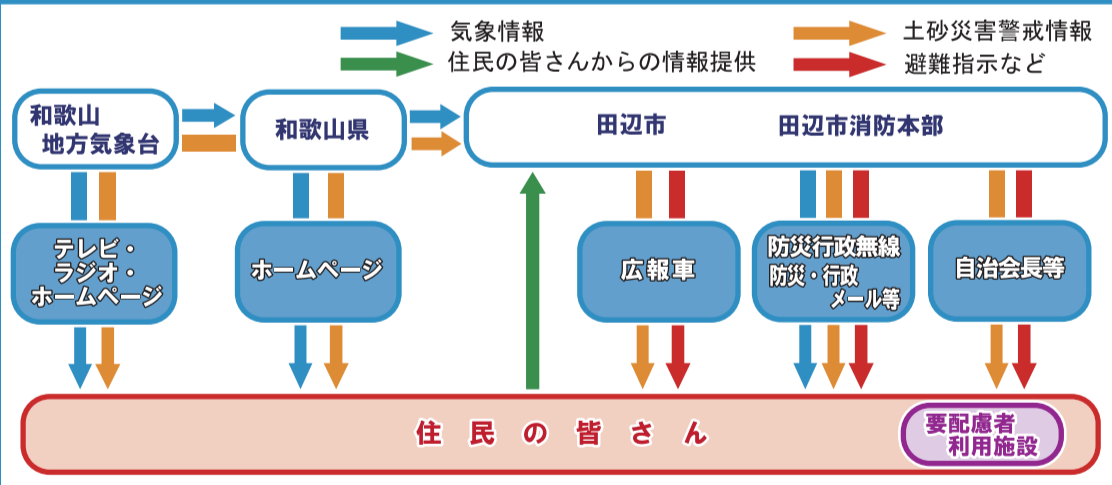 気象情報
土砂災害警戒情報
住民の皆さんからの情報提供
避難指示など
和歌山
地方気象台
和歌山県
田辺市
田辺市消防本部
テレビ・
ラジオ・
ホームページ
ホームページ
広報車
防災行政無線
防災・行政
メール等
自治会長等
住民の皆さん
要配慮者
利用施設